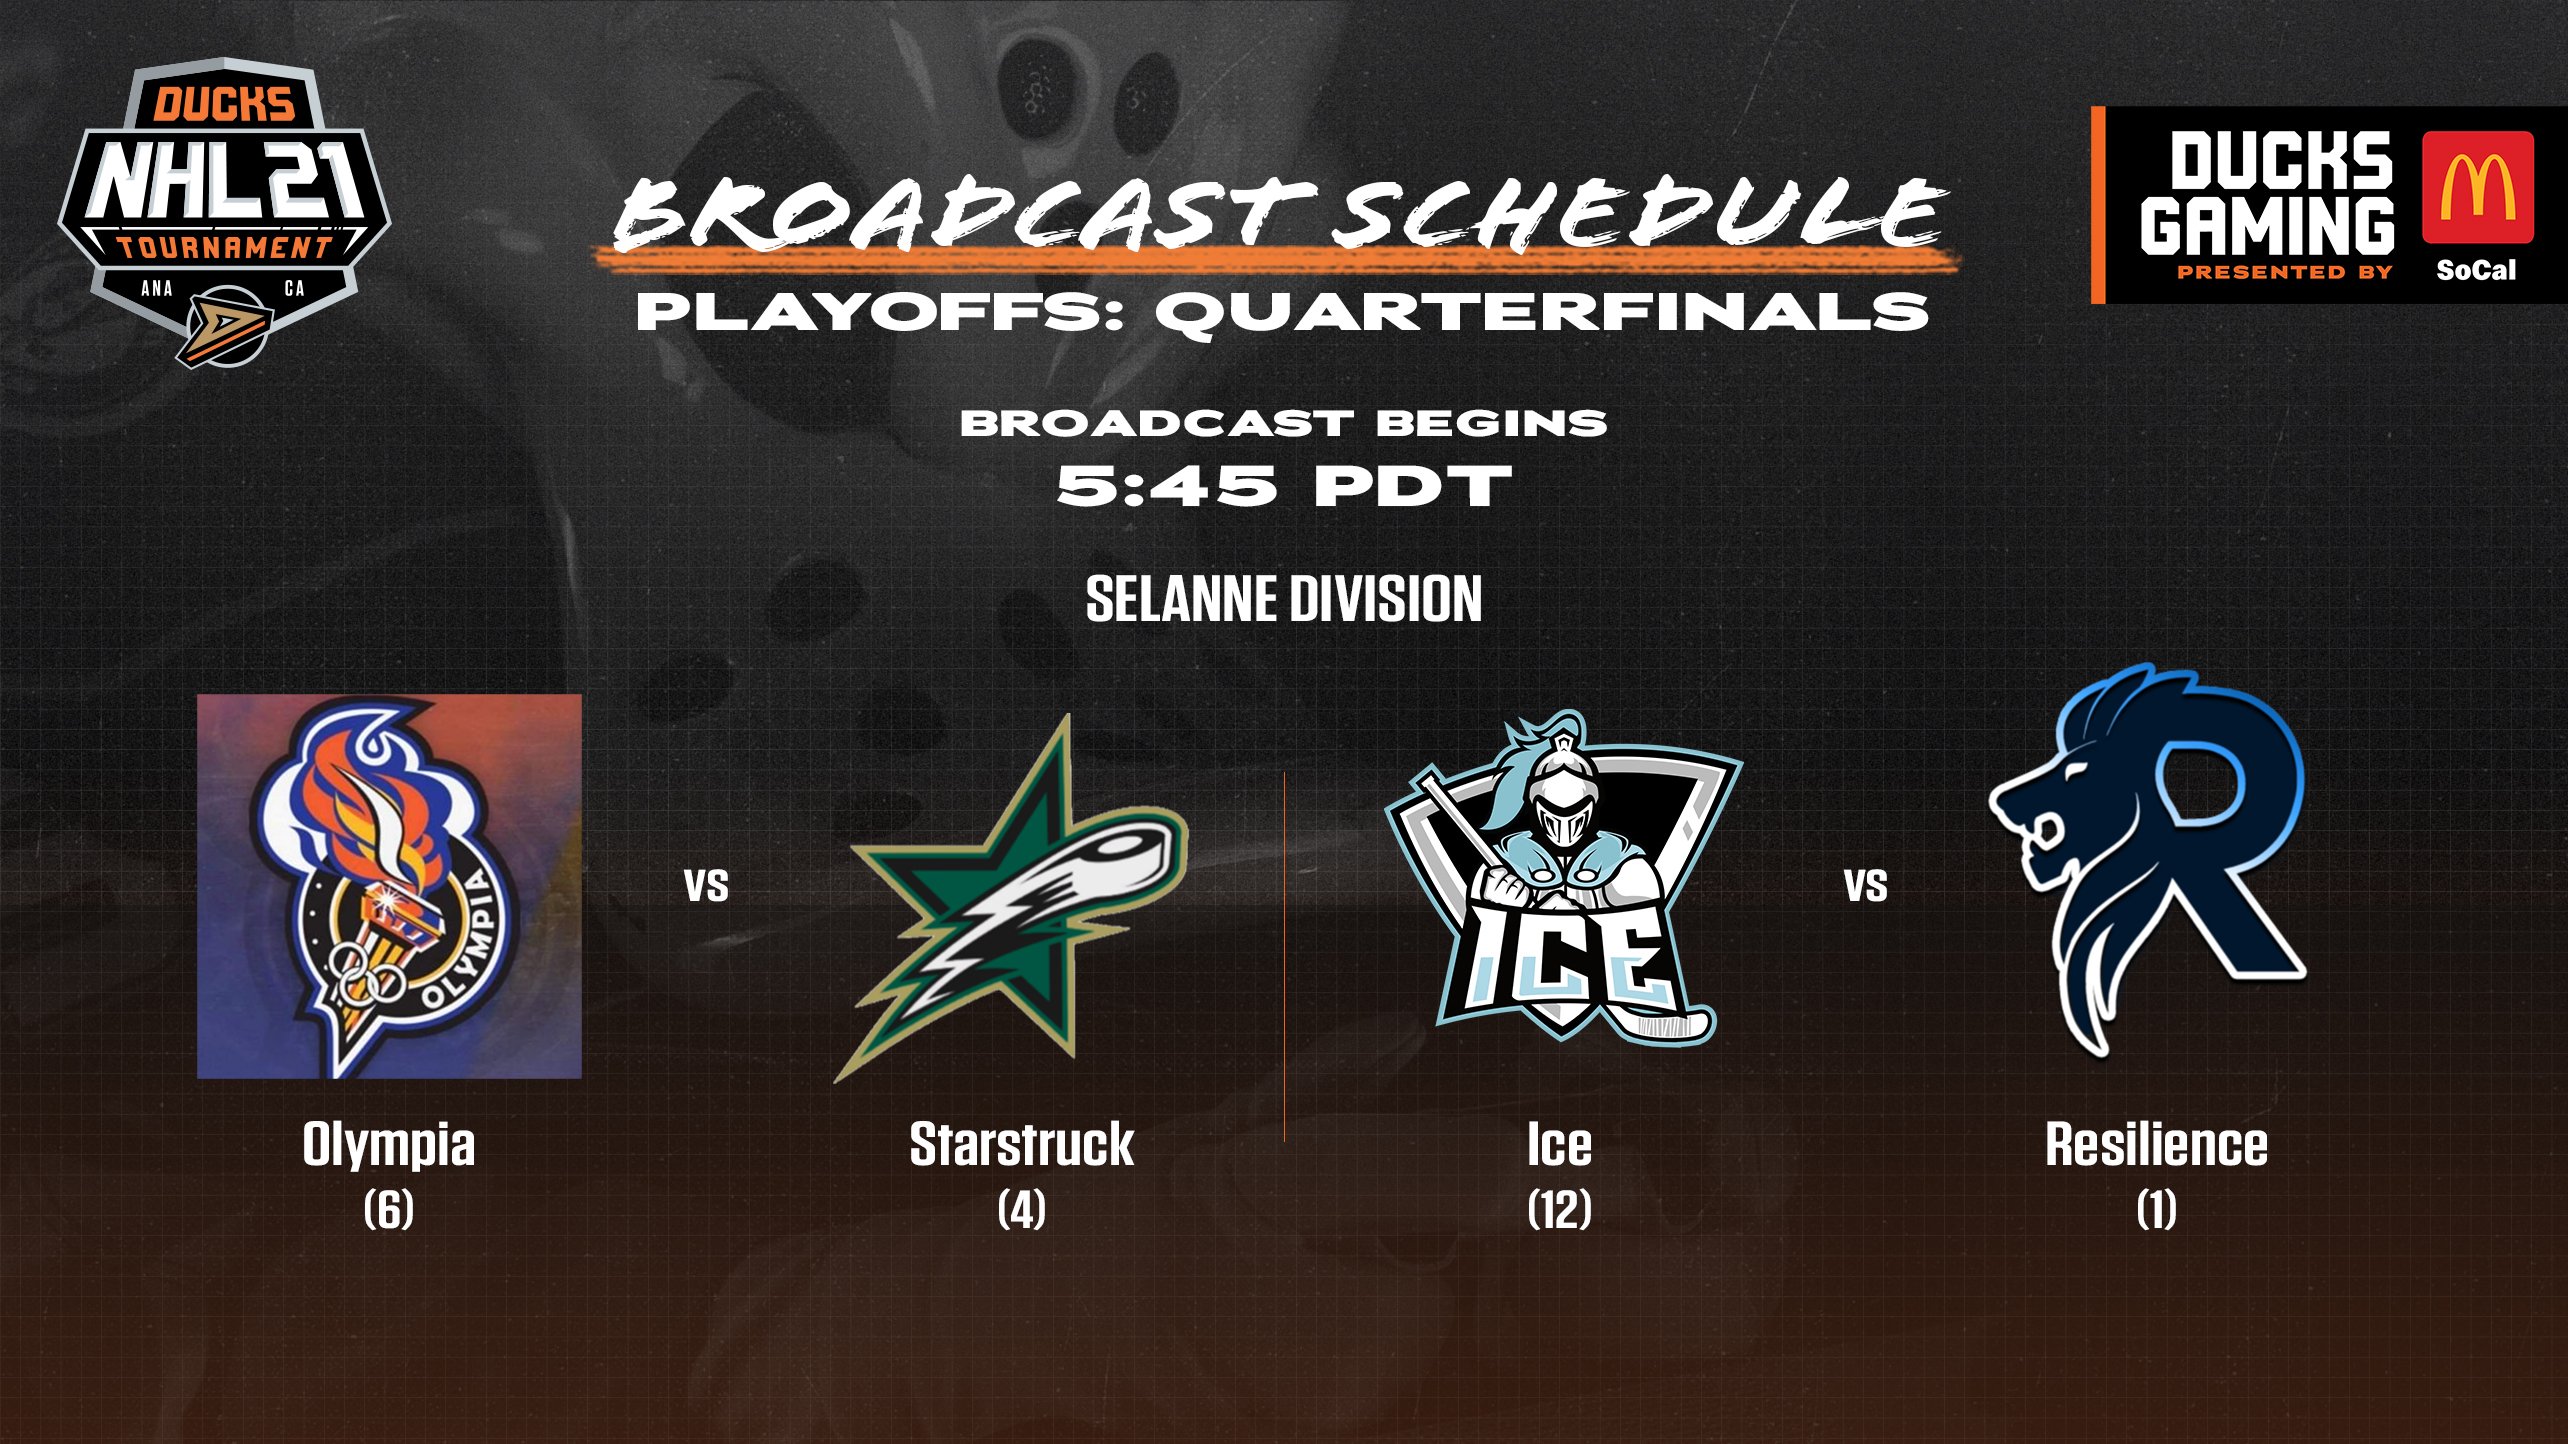 DUCKS
NHL 21
TOURNAMENT
ANA CA
BROADCAST SCHEDULE
PLAYOFFS: QUARTERFINALS
DUCKS
GAMING
PRESENTED BY
SoCal
BROADCAST BEGINS
5:45 PDT
SELANNE DIVISION
OLYMPIA
vs
ICE
vs
R
Olympia
(6)
Starstruck
(4)
Ice
(12)
Resilience
(1)